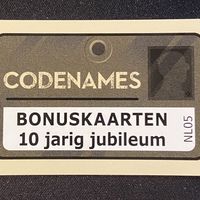 CODENAMES
BONUSKAARTEN
10 jarig jubileum
NL05